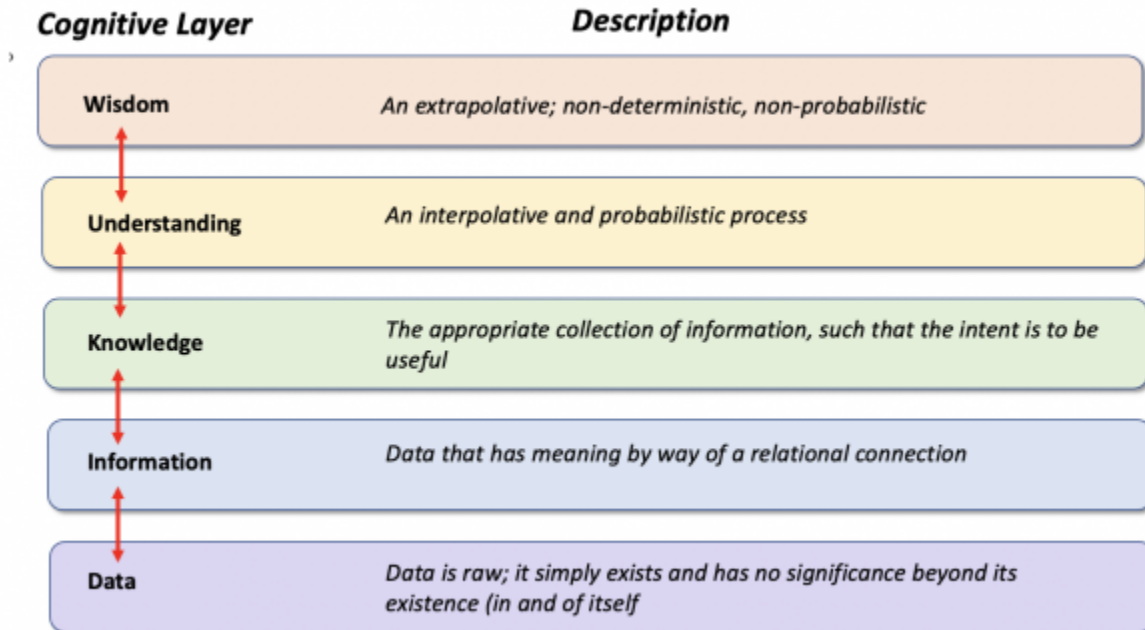 Cognitive Layer Description
Wisdom An extrapolative; non-deterministic, non-probabilistic
Understanding An interpolative and probabilistic process
Knowledge The appropriate collection of information, such that the intent is to be
useful
Information Data that has meaning by way of a relational connection
Data Data is raw; it simply exists and has no significance beyond its
existence (in and of itself